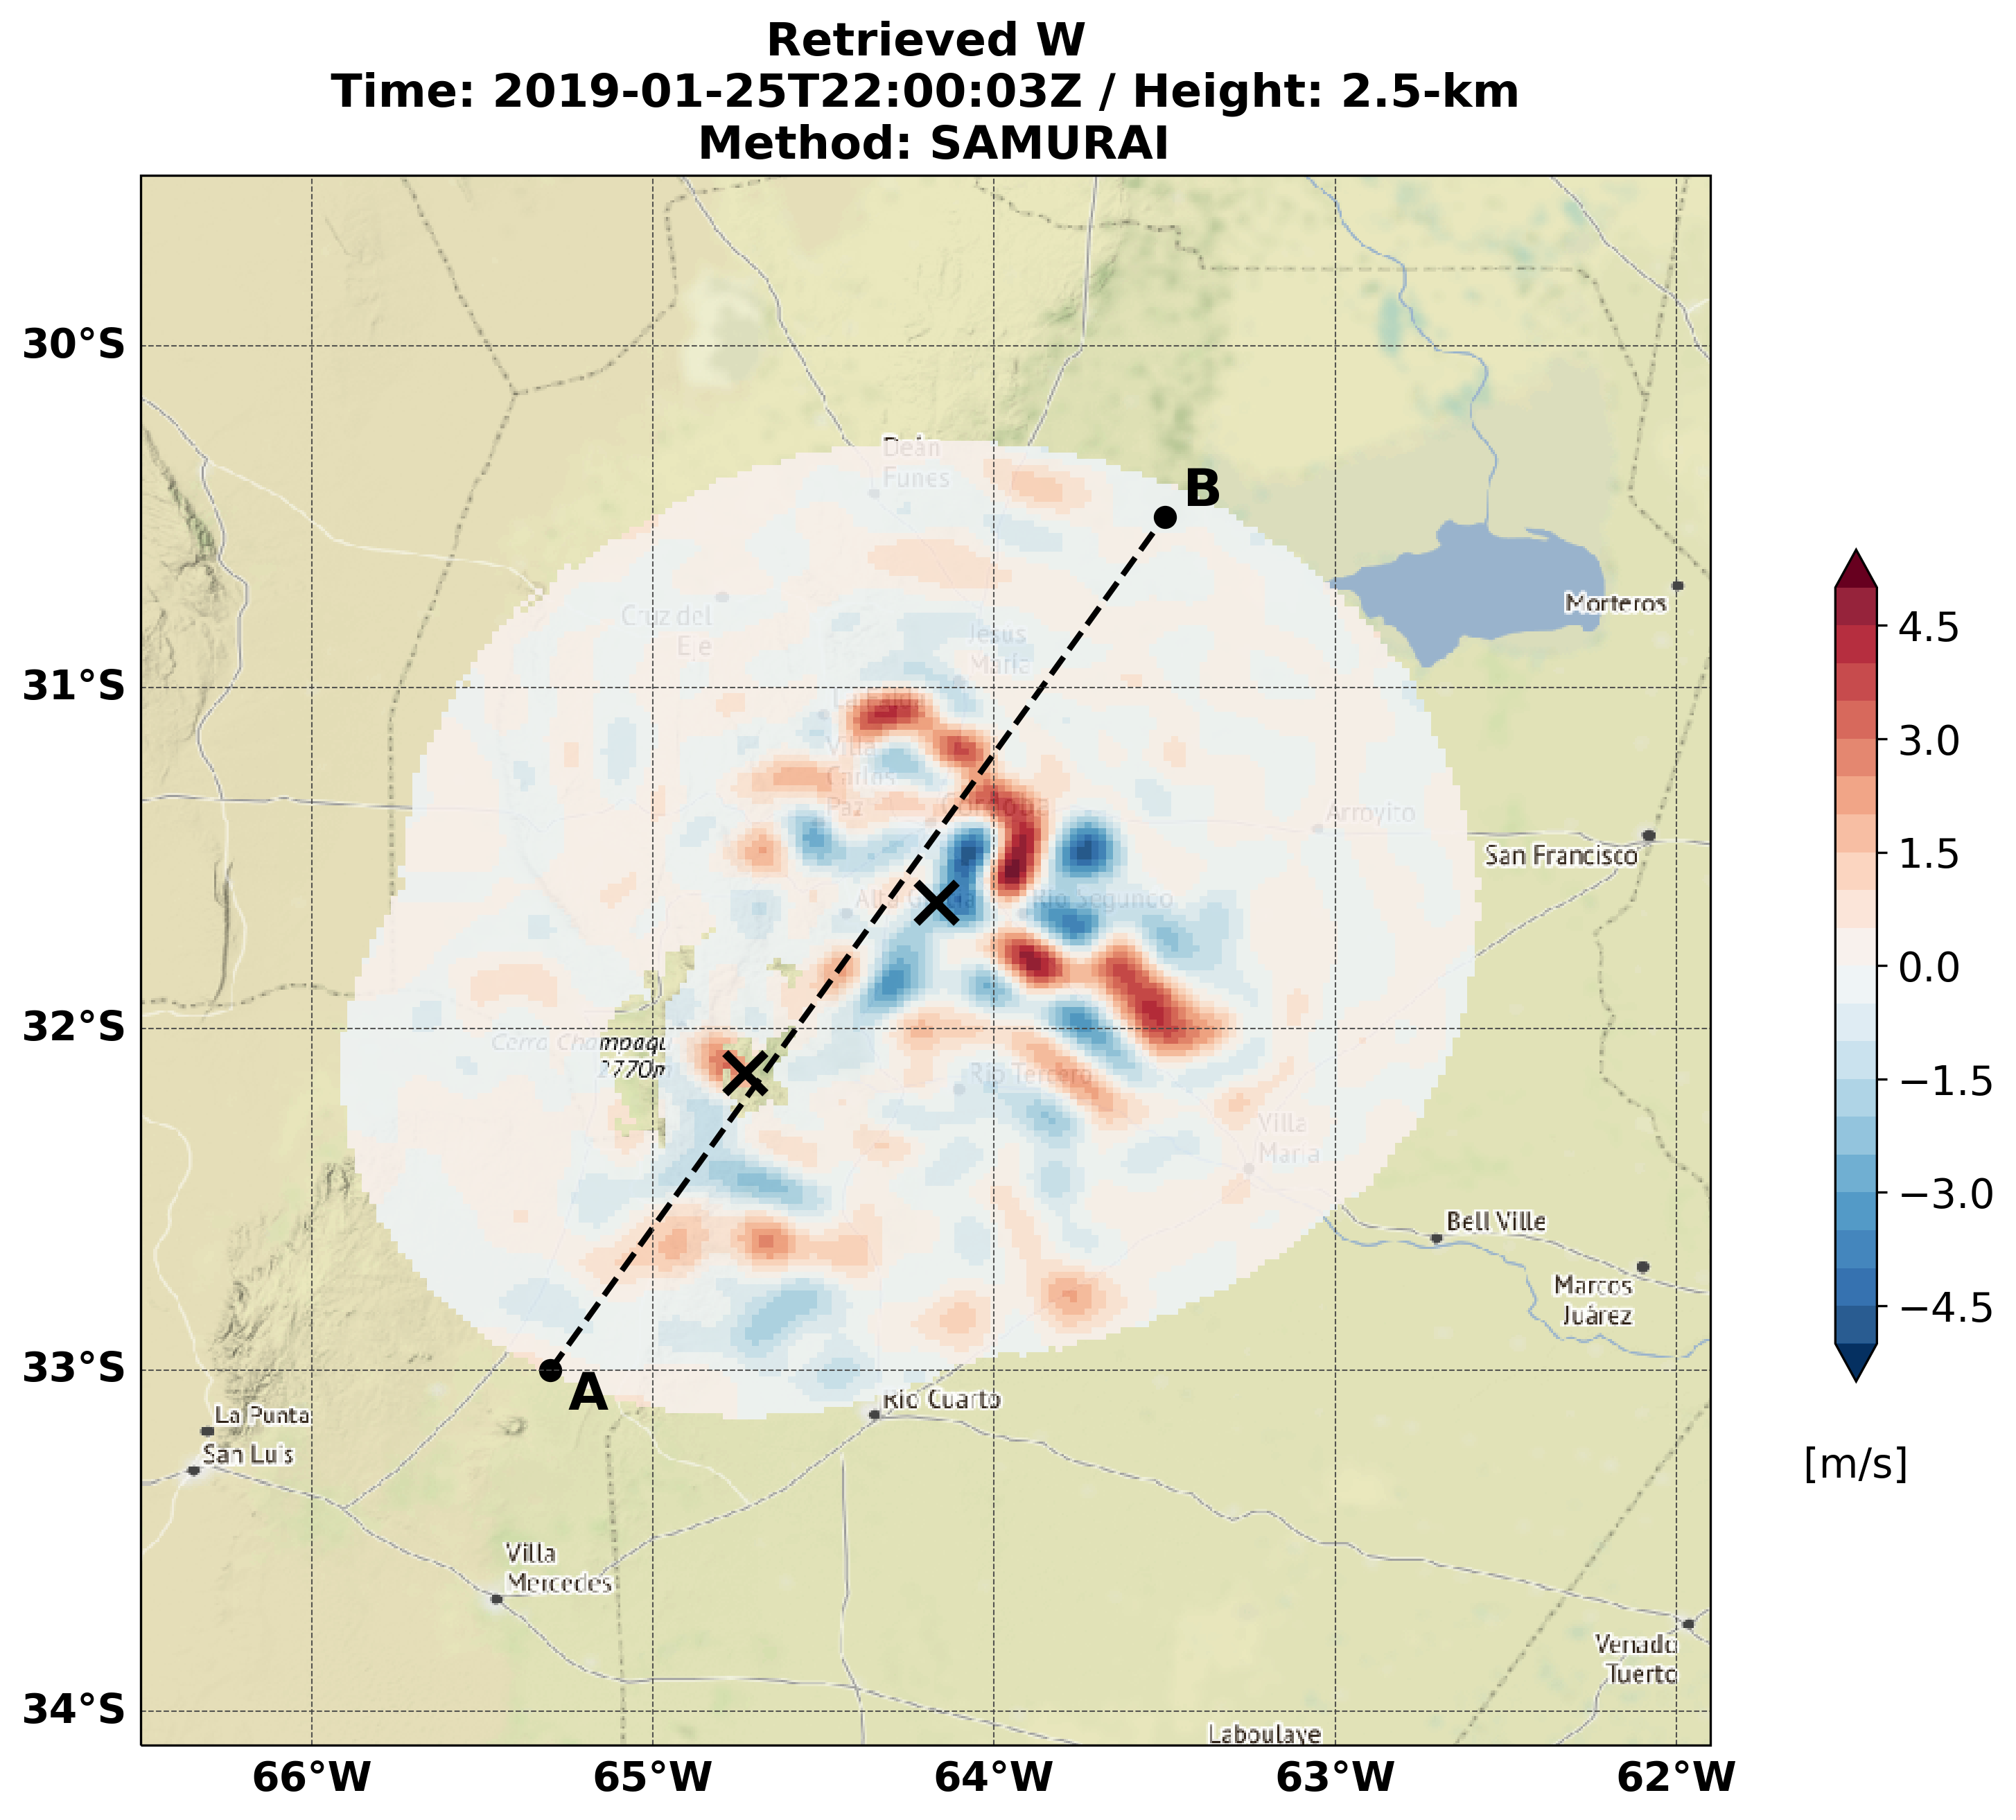 Retrieved W
Time: 2019-01-25T22:00:03Z / Height: 2.5-km
Method: SAMURAI
30°S
31°S
32°S
33°S
34°S
66°W
65°W
64°W
63°W
62°W
Deán
Funes
B
Cruz del
Eje
Jesus
María
Morteros
Villa
Carlos
Paz
Arroyito
San Francisco
Río Segundo
Cerro Champaquí
2770m
Río Tercero
Villa
María
Bell Ville
Marcos
Juárez
A
Río Cuarto
La Punta
San Luis
Villa
Mercedes
Venado
Tuerto
Laboulaye
4.5
3.0
1.5
0.0
−1.5
−3.0
−4.5
[m/s]